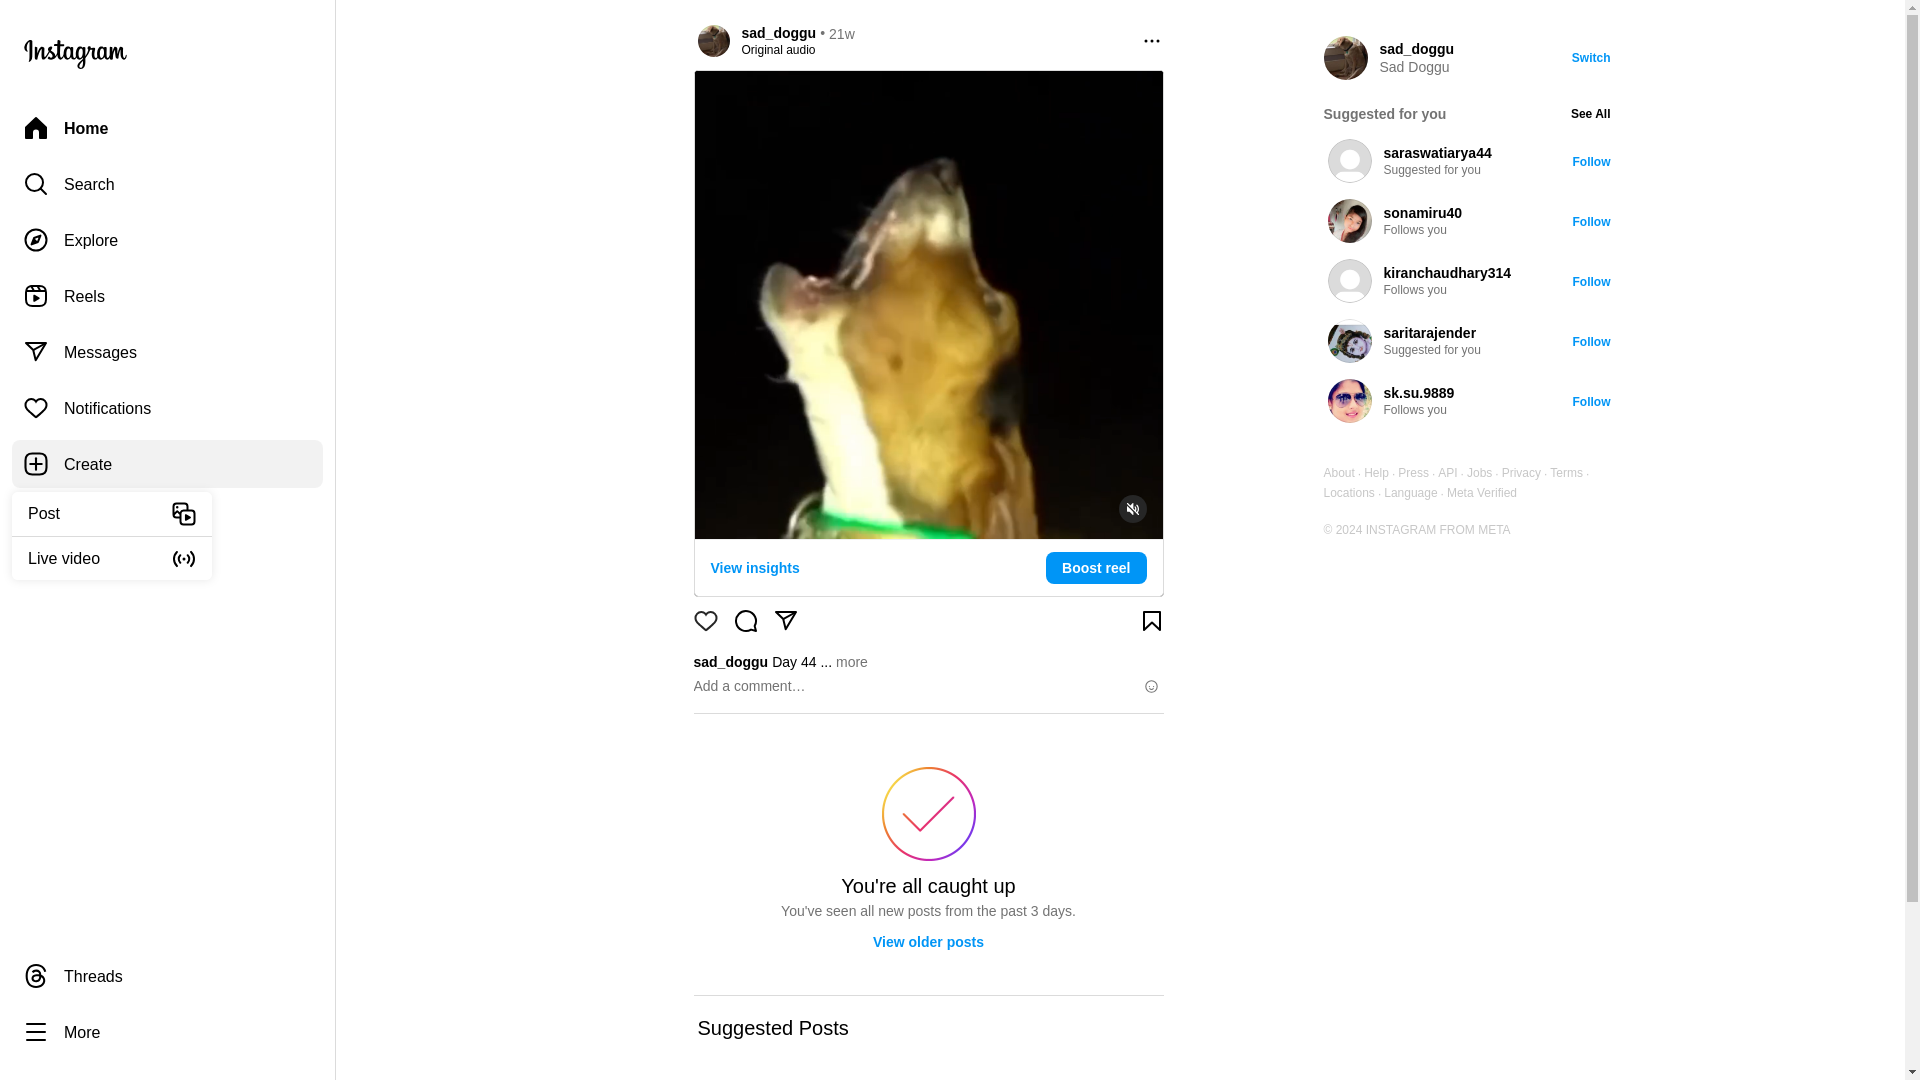 Instagram
Home
Search
Explore
Reels
Messages
Notifications
Create
Post
Live video
Threads
More
sad_doggu • 21w
Original audio
View insights
Boost reel
sad_doggu Day 44 ... more
Add a comment…
You're all caught up
You've seen all new posts from the past 3 days.
View older posts
Suggested Posts
sad_doggu
Sad Doggu
Switch
Suggested for you
See All
saraswatiarya44
Suggested for you
Follow
sonamiru40
Follows you
Follow
kiranchaudhary314
Follows you
Follow
saritarajender
Suggested for you
Follow
sk.su.9889
Follows you
Follow
About · Help · Press · API · Jobs · Privacy · Terms ·
Locations · Language · Meta Verified
© 2024 INSTAGRAM FROM META